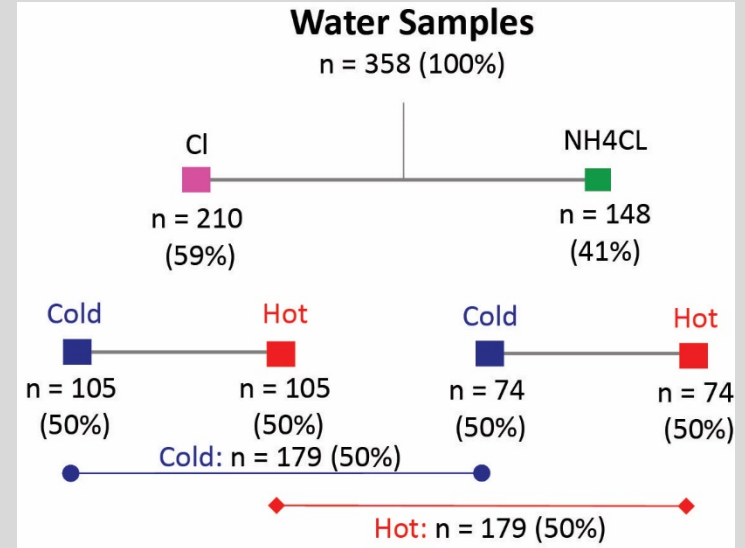 Water Samples
n = 358 (100%)
Cl
NH4CL
n = 210
(59%)
n = 148
(41%)
Cold
Hot
Cold
Hot
n = 105
(50%)
n = 105
(50%)
n = 74
(50%)
n = 74
(50%)
Cold: n = 179 (50%)
Hot: n = 179 (50%)